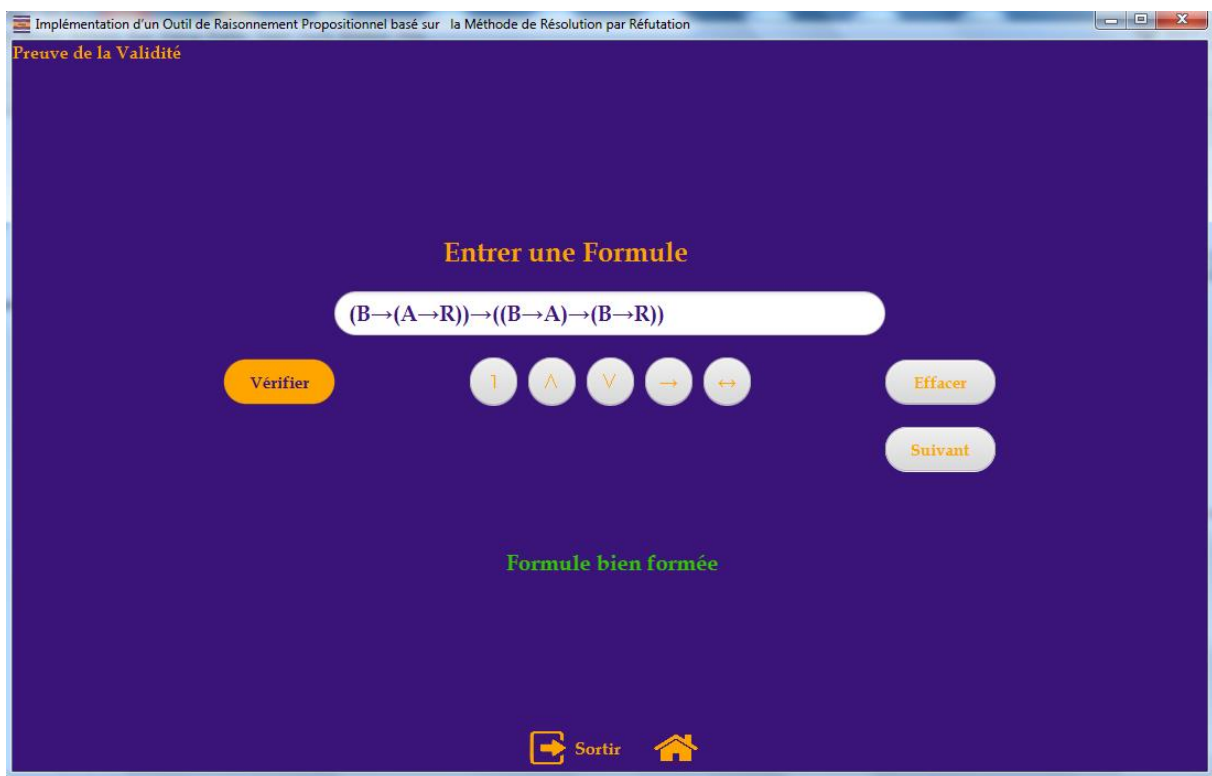 Implémentation d'un Outil de Raisonnement Propositionnel basé sur la Méthode de Résolution par Réfutation
Preuve de la Validité
Entrer une Formule
(B→(A→R))→((B→A)→(B→R))
Vérifier ㄱ ∧ ∨ → ↔ Effacer
Suivant
Formule bien formée
Sortir